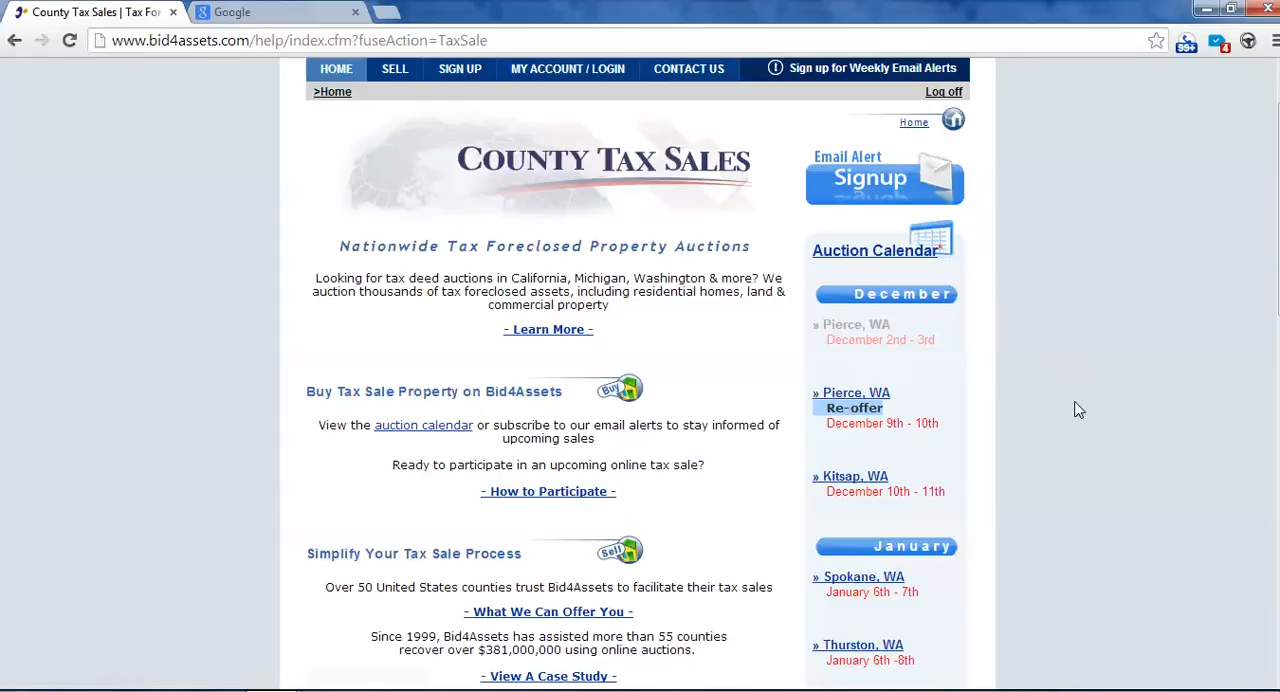 County Tax Sales | Tax For
Google
www.bid4assets.com/help/index.cfm?fuseAction=TaxSale
99+
4
HOME SELL SIGN UP MY ACCOUNT / LOGIN CONTACT US Sign up for Weekly Email Alerts
>Home Log off
Home
COUNTY TAX SALES
Nationwide Tax Foreclosed Property Auctions
Looking for tax deed auctions in California, Michigan, Washington & more? We
auction thousands of tax foreclosed assets, including residential homes, land &
commercial property
- Learn More -
Buy Tax Sale Property on Bid4Assets
Buy
View the auction calendar or subscribe to our email alerts to stay informed of
upcoming sales
Ready to participate in an upcoming online tax sale?
- How to Participate -
Simplify Your Tax Sale Process
Sell
Over 50 United States counties trust Bid4Assets to facilitate their tax sales
- What We Can Offer You -
Since 1999, Bid4Assets has assisted more than 55 counties
recover over $381,000,000 using online auctions.
- View A Case Study -
Email Alert
Signup
Auction Calendar*
December
» Pierce, WA
December 2nd - 3rd
» Pierce, WA
Re-offer
December 9th - 10th
» Kitsap, WA
December 10th - 11th
January
» Spokane, WA
January 6th - 7th
» Thurston, WA
January 6th -8th